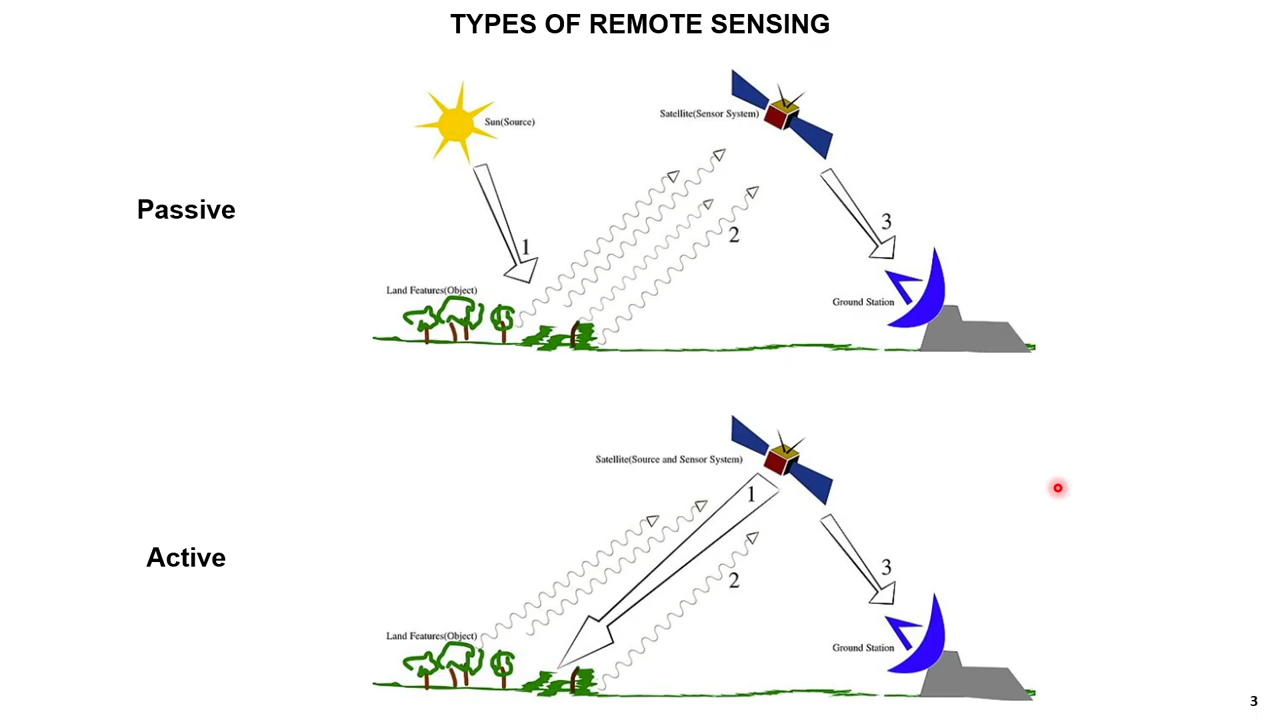 TYPES OF REMOTE SENSING
Sun(Source)
Satellite(Sensor System)
Passive
1
2
3
Land Features(Object)
Ground Station
Satellite(Source and Sensor System)
1
Active
2
3
Land Features(Object)
Ground Station
3